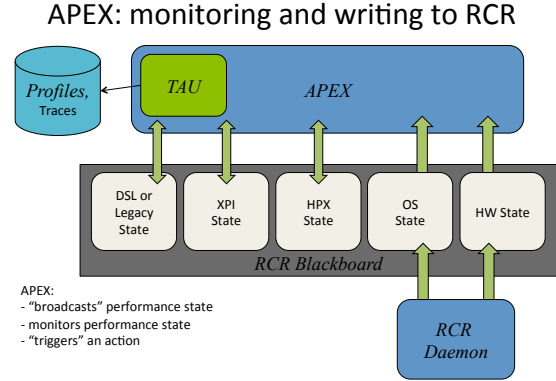 APEX: monitoring and writing to RCR
Profiles,
Traces
TAU
APEX
DSL or
Legacy
State
XPI
State
HPX
State
OS
State
HW State
RCR Blackboard
APEX:
- “broadcasts” performance state
- monitors performance state
- “triggers” an action
RCR
Daemon